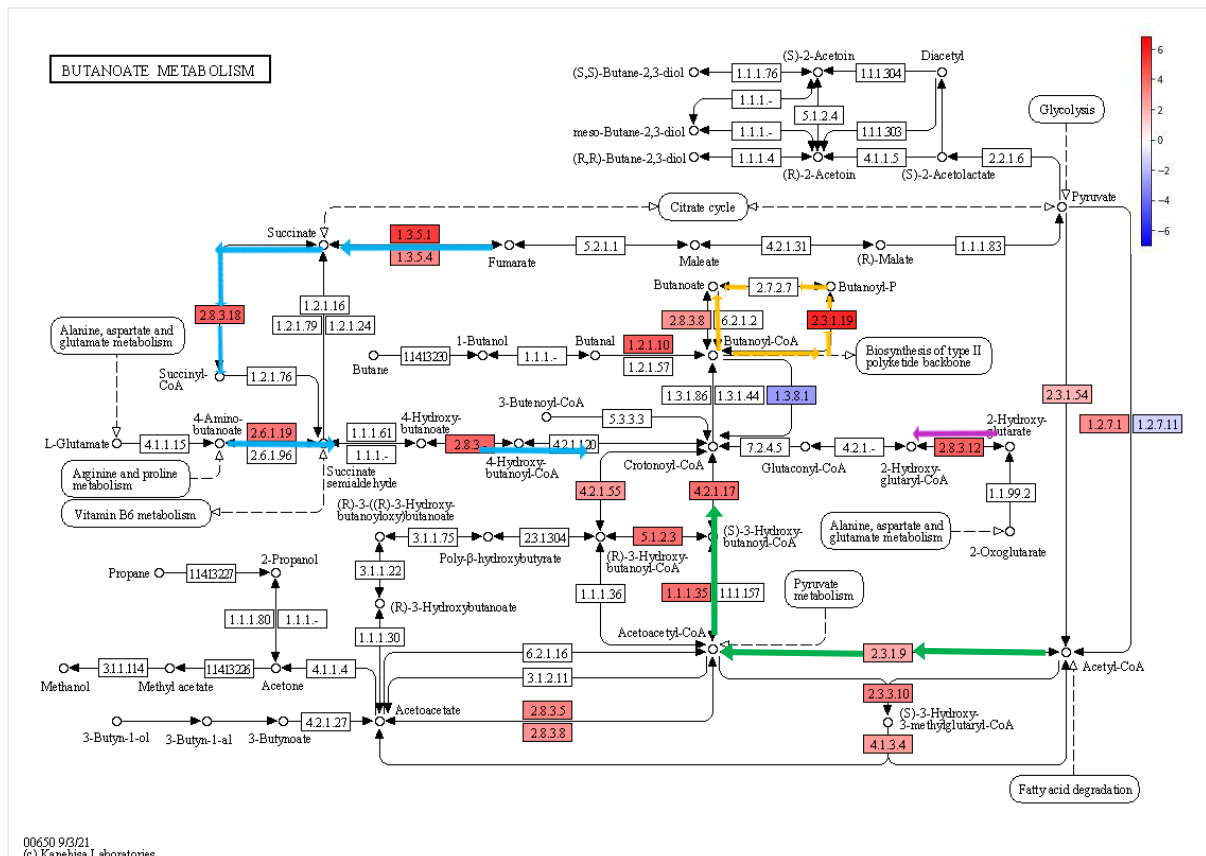 BUTANOATE METABOLISM
(S)-2-Acetoin
Diacetyl
(S,S)-Butane-2,3-diol
1.1.1.76
1.1.1.304
6
4
2
0
−2
−4
−6
1.1.1.-
5.1.2.4
Glycolysis
meso-Butane-2,3-diol
1.1.1.-
1.1.1.303
(R,R)-Butane-2,3-diol
1.1.1.4
4.1.1.5
2.2.1.6
(R)-2-Acetoin
(S)-2-Acetolactate
Pyruvate
Citrate cycle
Succinate
1.3.5.1
1.3.5.4
Fumarate
5.2.1.1
Maleate
4.2.1.31
(R)-Malate
1.1.1.83
Butanoate
2.7.2.7
Butanoyl-P
1.2.1.16
2.8.3.18
1.2.1.79
1.2.1.24
2.8.3.8
6.2.1.2
2.3.1.19
Alanine, aspartate and
glutamate metabolism
1-Butanol
Butanal
1.2.1.10
Butanoyl-CoA
Butane
11413230
1.1.1.-
1.2.1.57
Biosynthesis of type II
polyketide backbone
Succinyl-
CoA
1.2.1.76
1.3.1.86
1.3.1.44
1.3.8.1
2.3.1.54
3-Butenoyl-CoA
5.3.3.3
4-Amino-
butanoate
4-Hydroxy-
butanoate
2-Hydroxy-
glutarate
1.2.7.1
1.2.7.11
L-Glutamate
4.1.1.15
2.6.1.19
2.6.1.96
1.1.1.61
1.1.1.-
2.8.3.-
4.2.1.120
7.2.4.5
4.2.1.-
2.8.3.12
Succinate
semialdehyde
4-Hydroxy-
butanoyl-CoA
Crotonoyl-CoA
Glutaconyl-CoA
2-Hydroxy-
glutaryl-CoA
Arginine and proline
metabolism
4.2.1.55
4.2.1.17
1.1.99.2
Vitamin B6 metabolism
(R)-3-((R)-3-Hydroxy-
butanoyloxy)butanoate
3.1.1.75
23.1304
5.1.2.3
(S)-3-Hydroxy-
butanoyl-CoA
Alanine, aspartate and
glutamate metabolism
Poly-β-hydroxybutyrate
(R)-3-Hydroxy-
butanoyl-CoA
2-Oxoglutarate
2-Propanol
Propane
11413227
3.1.1.22
1.1.1.36
1.1.1.35
1.1.1.157
Pyruvate
metabolism
(R)-3-Hydroxybutanoate
1.1.1.80
1.1.1.-
1.1.1.30
Acetoacetyl-CoA
6.2.1.16
2.3.1.9
3.1.1.114
11413226
4.1.1.4
3.1.2.11
Methanol
Methyl acetate
Acetone
Acetyl-CoA
2.3.3.10
Acetoacetate
2.8.3.5
2.8.3.8
4.2.1.27
3-Butyn-1-ol
3-Butyn-1-al
3-Butynoate
(S)-3-Hydroxy-
3-methylglutaryl-CoA
4.1.3.4
Fatty acid degradation
00650 9/3/21
(c) Kanehisa Laboratories